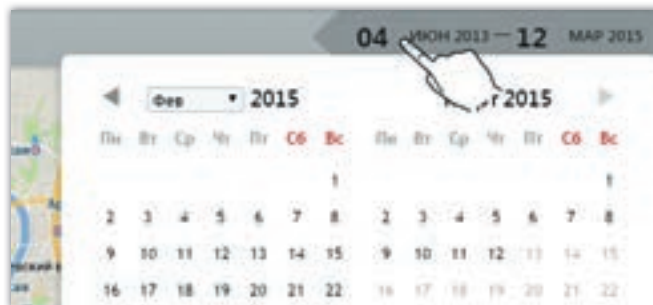 04 ИЮН 2013 — 12 МАР 2015
Фев 2015 2015
Пн Вт Ср Чт Пт Сб Вс Пн Вт Ср Чт Пт Сб Вс
1 1
2 3 4 5 6 7 8 2 3 4 5 6 7 8
9 10 11 12 13 14 15 9 10 11 12 13 14 15
16 17 18 19 20 21 22 16 17 18 19 20 21 22